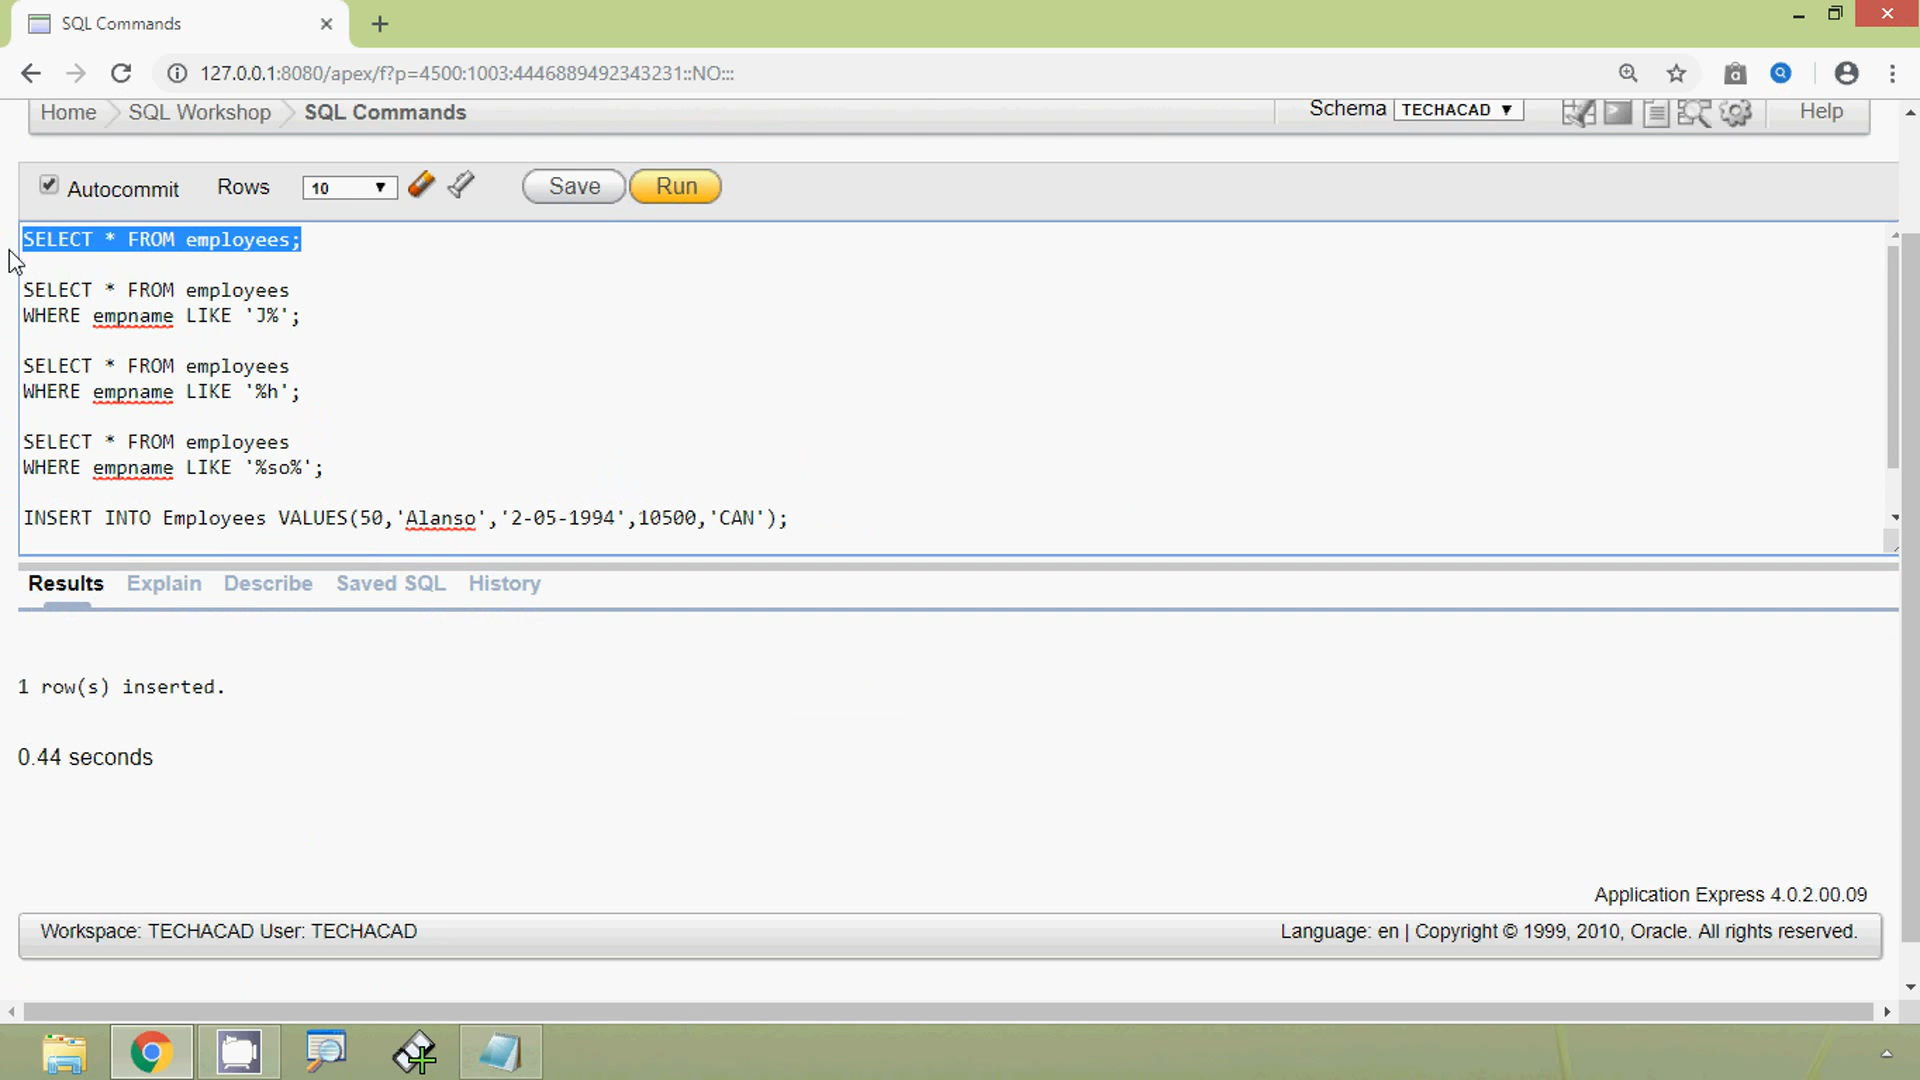 SQL Commands
127.0.0.1:8080/apex/f?p=4500:1003:4446889492343231::NO:::
Home SQL Workshop SQL Commands Schema TECHACAD Help
Autocommit Rows 10 Save Run
SELECT * FROM employees;
SELECT * FROM employees
WHERE empname LIKE 'J%';
SELECT * FROM employees
WHERE empname LIKE '%h';
SELECT * FROM employees
WHERE empname LIKE '%so%';
INSERT INTO Employees VALUES(50,'Alanso','2-05-1994',10500,'CAN');
Results Explain Describe Saved SQL History
1 row(s) inserted.
0.44 seconds
Application Express 4.0.2.00.09
Workspace: TECHACAD User: TECHACAD Language: en | Copyright © 1999, 2010, Oracle. All rights reserved.